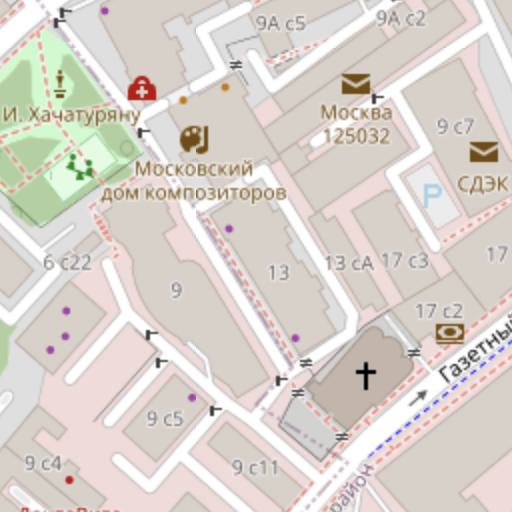 9А с5
9А с2
И. Хачатуряну
Москва
125032
9 с7
СДЭК
Московский
дом композиторов
P
6 с22
9
13
13 сА
17 с3
17
17 с2
Газетный
9 с5
9 с4
9 с11
район